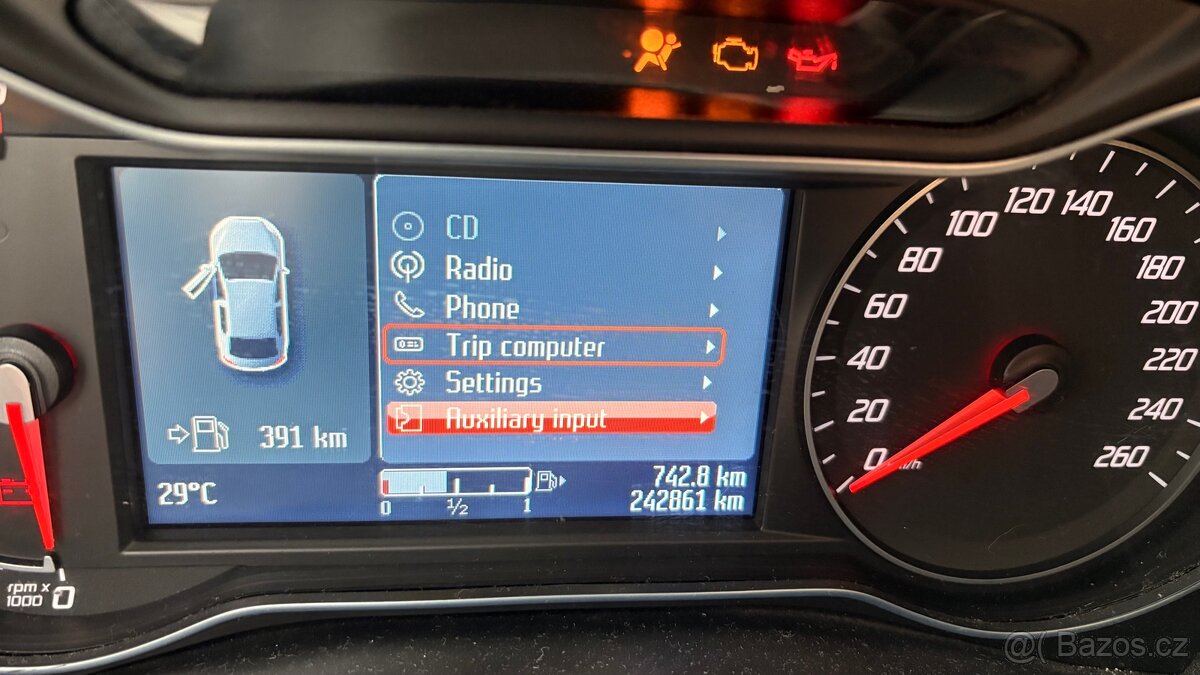 CD
Radio
Phone
Trip computer
Settings
Auxiliary input
391 km
29°C
0 1/2 1
742.8 km
242861 km
rpm x
1000 0
0 km/h
20
40
60
80
100
120
140
160
180
200
220
240
260
@( Bazos.cz